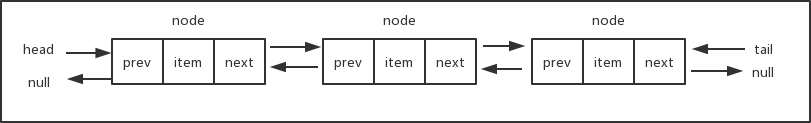 node node node
head tail
prev item next prev item next prev item next
null null